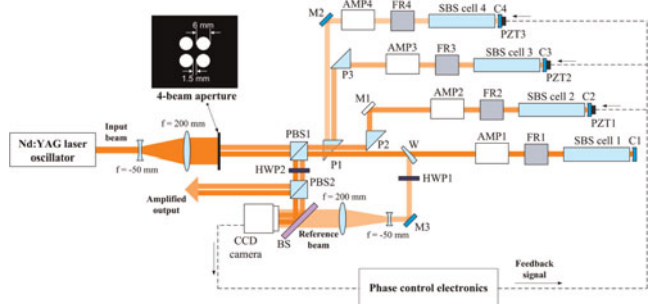 M2
AMP4
FR4
SBS cell 4
C4
PZT3
6 mm
1.5 mm
4-beam aperture
P3
AMP3
FR3
SBS cell 3
C3
PZT2
M1
AMP2
FR2
SBS cell 2
C2
PZT1
Nd:YAG laser
oscillator
Input
beam
f = 200 mm
f = -50 mm
PBS1
P1
P2
W
AMP1
FR1
SBS cell 1
C1
HWP2
PBS2
HWP1
Amplified
output
f = 200 mm
Reference
beam
f = -50 mm
M3
CCD
camera
BS
Phase control electronics
Feedback
signal